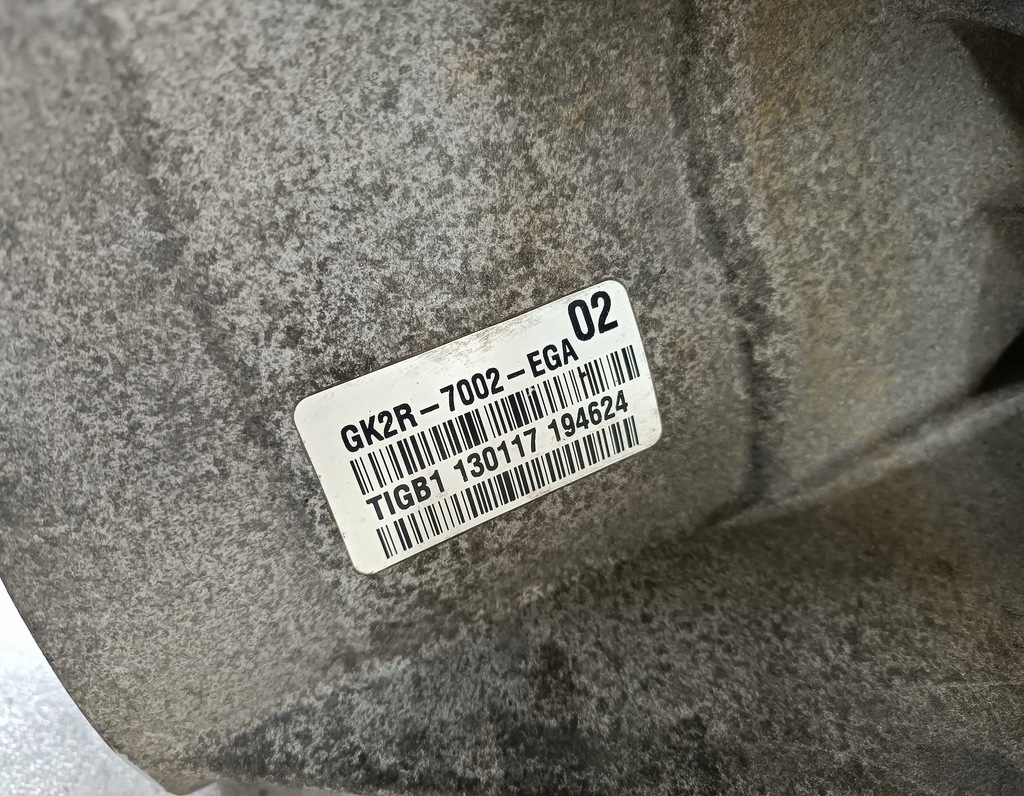 02
GK2R-7002-EGA
H
TIGB1 130117 194624